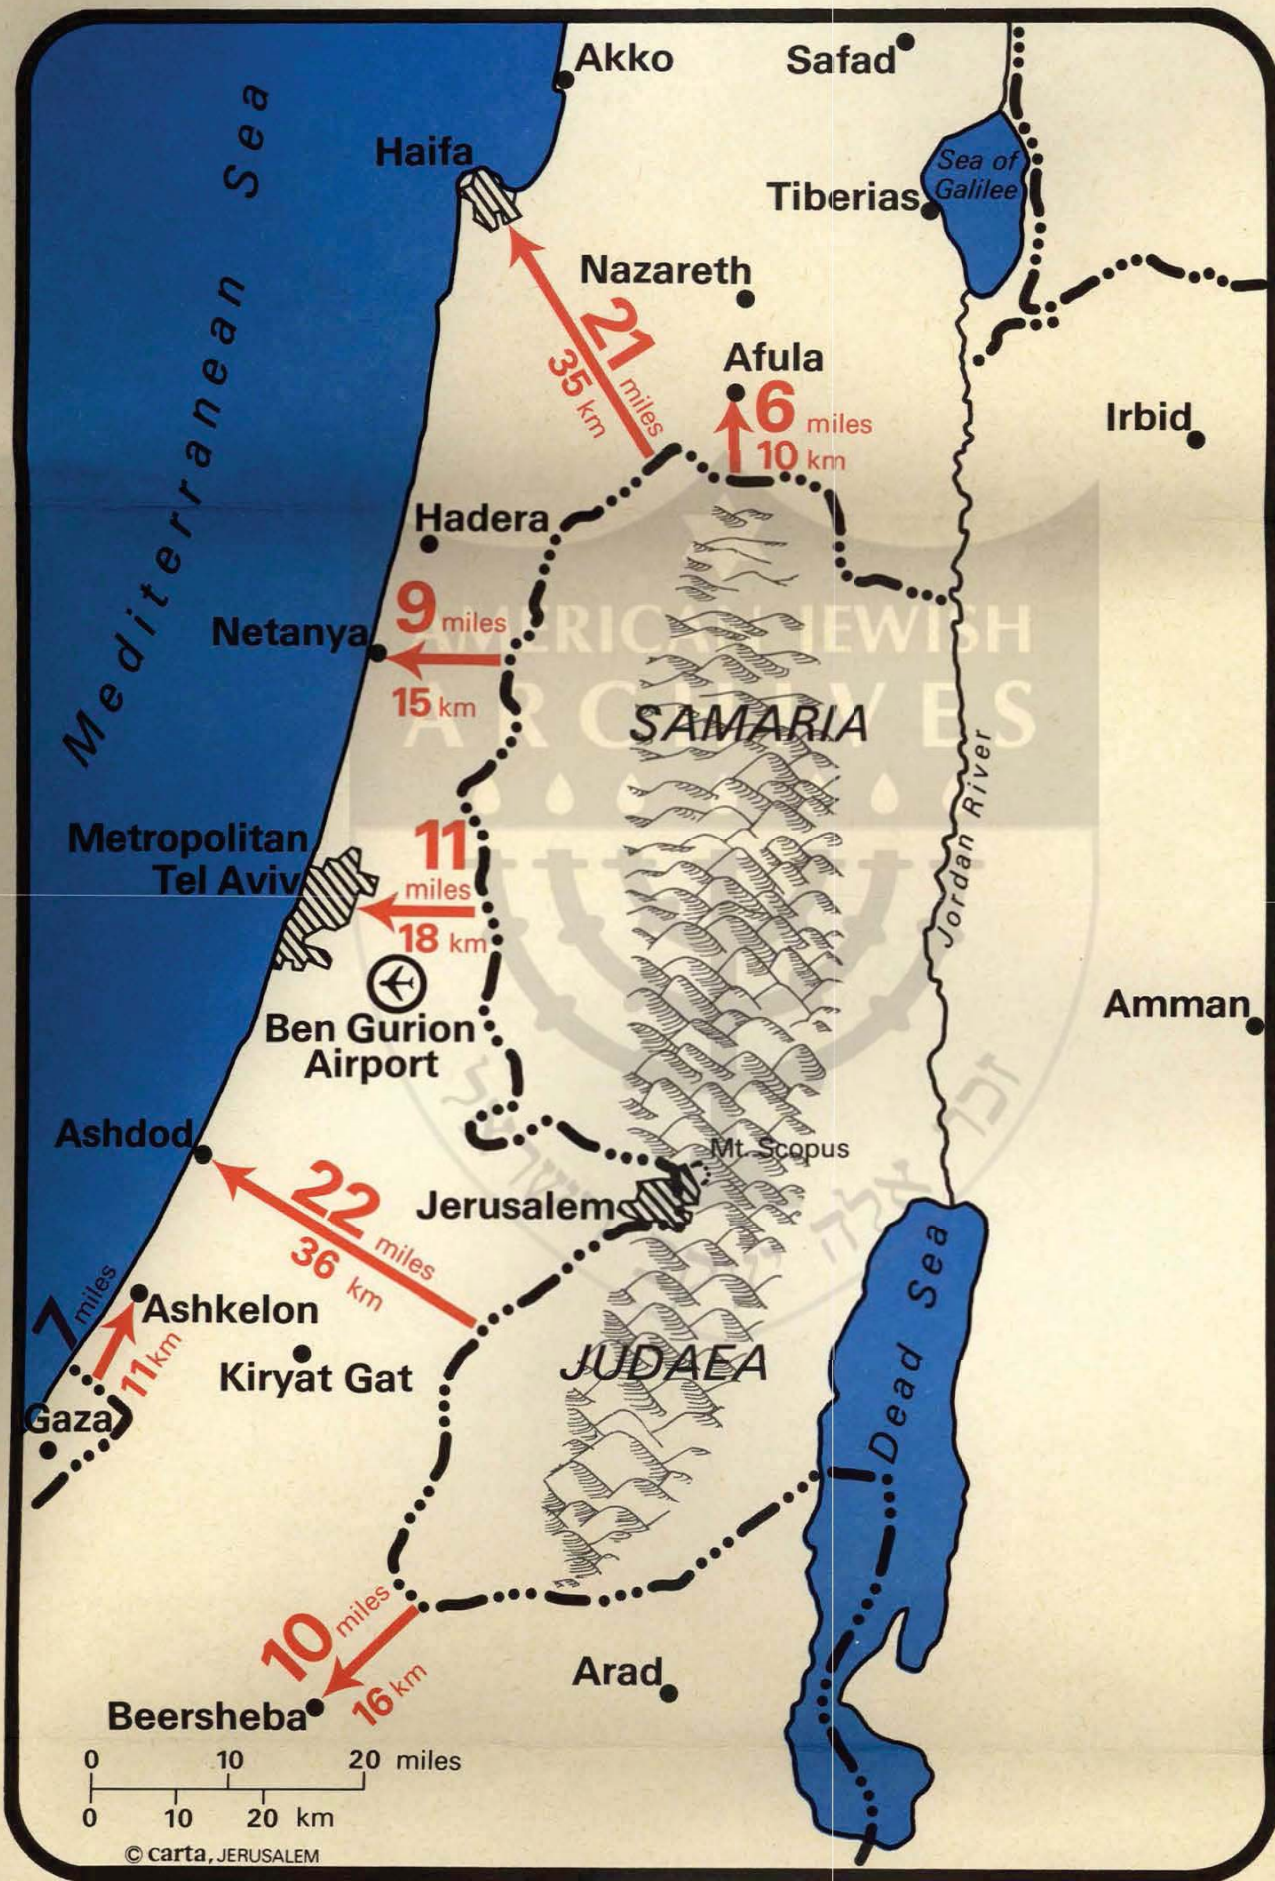 Akko
Safad
Mediterranean Sea
Haifa
Sea of
Galilee
Tiberias
Nazareth
21 miles
35 km
Afula
6 miles
10 km
Irbid
Hadera
9 miles
15 km
Netanya
AMERICAN JEWISH
ARCHIVES
SAMARIA
Jordan River
Metropolitan
Tel Aviv
11
miles
18 km
Ben Gurion
Airport
Amman
Ashdod
Mt. Scopus
Jerusalem
22 miles
36 km
זכר אלה
Dead Sea
7 miles
11 km
Ashkelon
Kiryat Gat
JUDAEA
Gaza
10 miles
16 km
Arad
Beersheba
0 10 20 miles
0 10 20 km
© carta, JERUSALEM